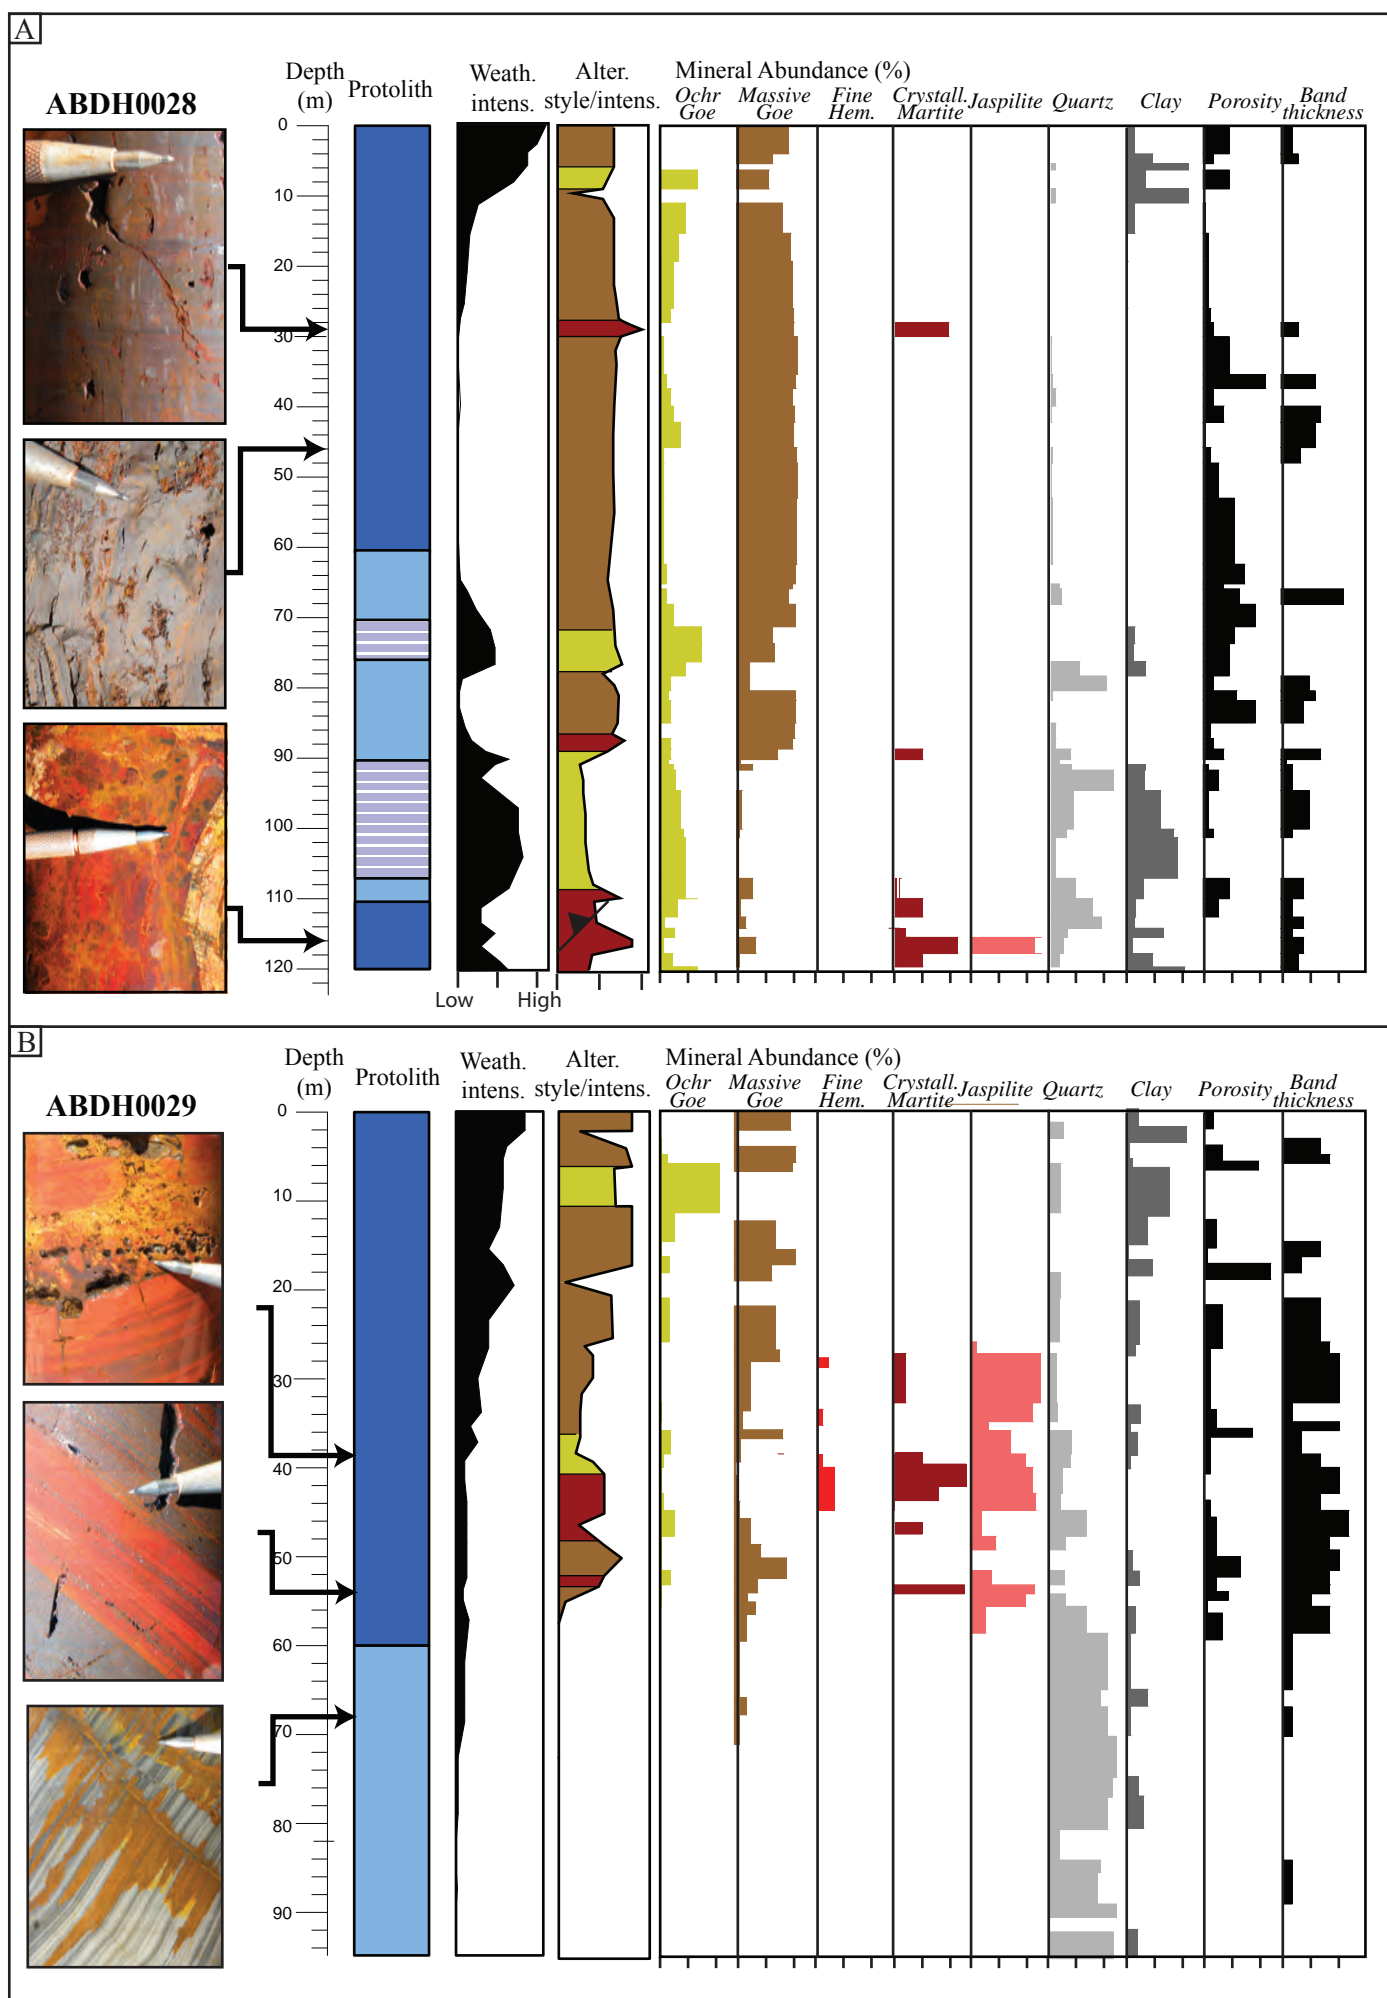 A
ABDH0028
Depth
(m)
Protolith
Weath.
intens.
Alter.
style/intens.
Mineral Abundance (%)
Ochr
Goe
Massive
Goe
Fine
Hem.
Crystall.
Martite
Jaspilite
Quartz
Clay
Porosity
Band
thickness
0
10
20
30
40
50
60
70
80
90
100
110
120
Low
High
B
ABDH0029
Depth
(m)
Protolith
Weath.
intens.
Alter.
style/intens.
Mineral Abundance (%)
Ochr
Goe
Massive
Goe
Fine
Hem.
Crystall.
Martite
Jaspilite
Quartz
Clay
Porosity
Band
thickness
0
10
20
30
40
50
60
70
80
90